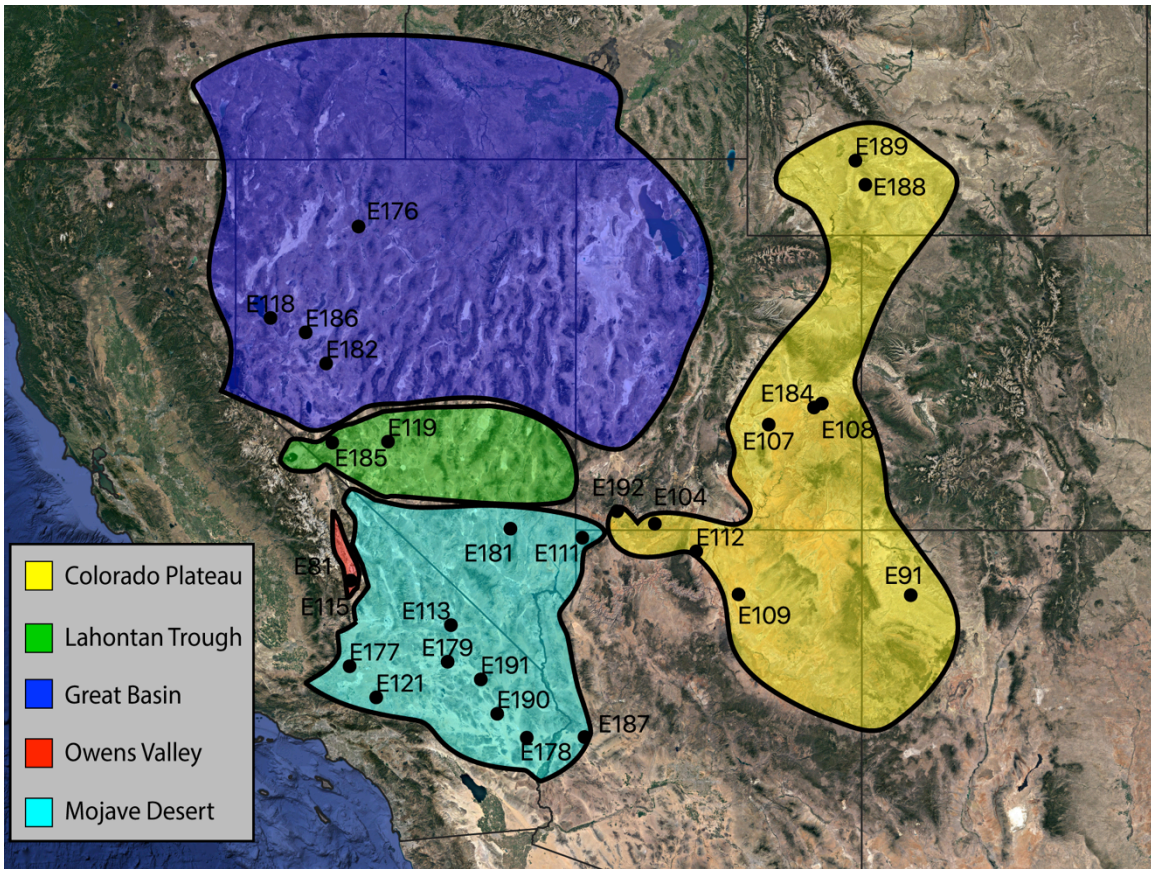 E189
E188
E176
E118
E186
E182
E184
E108
E107
E119
E185
E192
E104
E181
E111
E112
E81
E115
E109
E91
E113
E179
E177
E191
E121
E190
E187
E178
Colorado Plateau
Lahontan Trough
Great Basin
Owens Valley
Mojave Desert